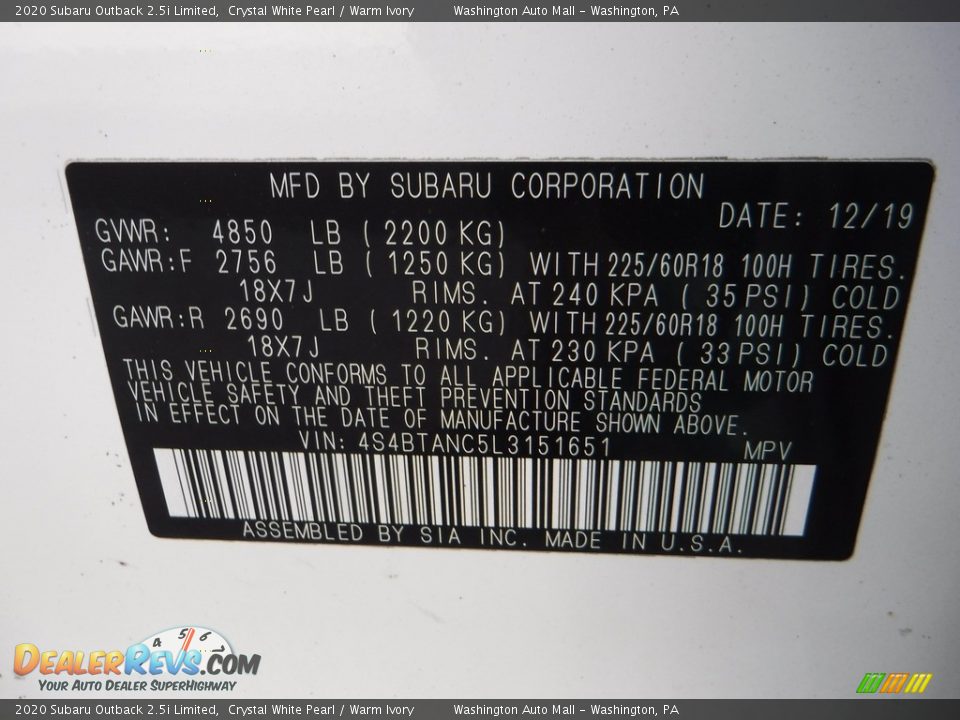 2020 Subaru Outback 2.5i Limited, Crystal White Pearl / Warm Ivory Washington Auto Mall - Washington, PA
MFD BY SUBARU CORPORATION
DATE: 12/19
GVWR: 4850 LB ( 2200 KG)
GAWR:F 2756 LB ( 1250 KG) WITH 225/60R18 100H TIRES.
18X7J RIMS. AT 240 KPA ( 35 PSI) COLD
GAWR:R 2690 LB ( 1220 KG) WITH 225/60R18 100H TIRES.
18X7J RIMS. AT 230 KPA ( 33 PSI) COLD
THIS VEHICLE CONFORMS TO ALL APPLICABLE FEDERAL MOTOR
VEHICLE SAFETY AND THEFT PREVENTION STANDARDS
IN EFFECT ON THE DATE OF MANUFACTURE SHOWN ABOVE.
VIN: 4S4BTANC5L3151651 MPV
ASSEMBLED BY SIA INC. MADE IN U.S.A.
4 5 6 7
DEALERREVS.COM
YOUR AUTO DEALER SUPERHIGHWAY
2020 Subaru Outback 2.5i Limited, Crystal White Pearl / Warm Ivory Washington Auto Mall - Washington, PA